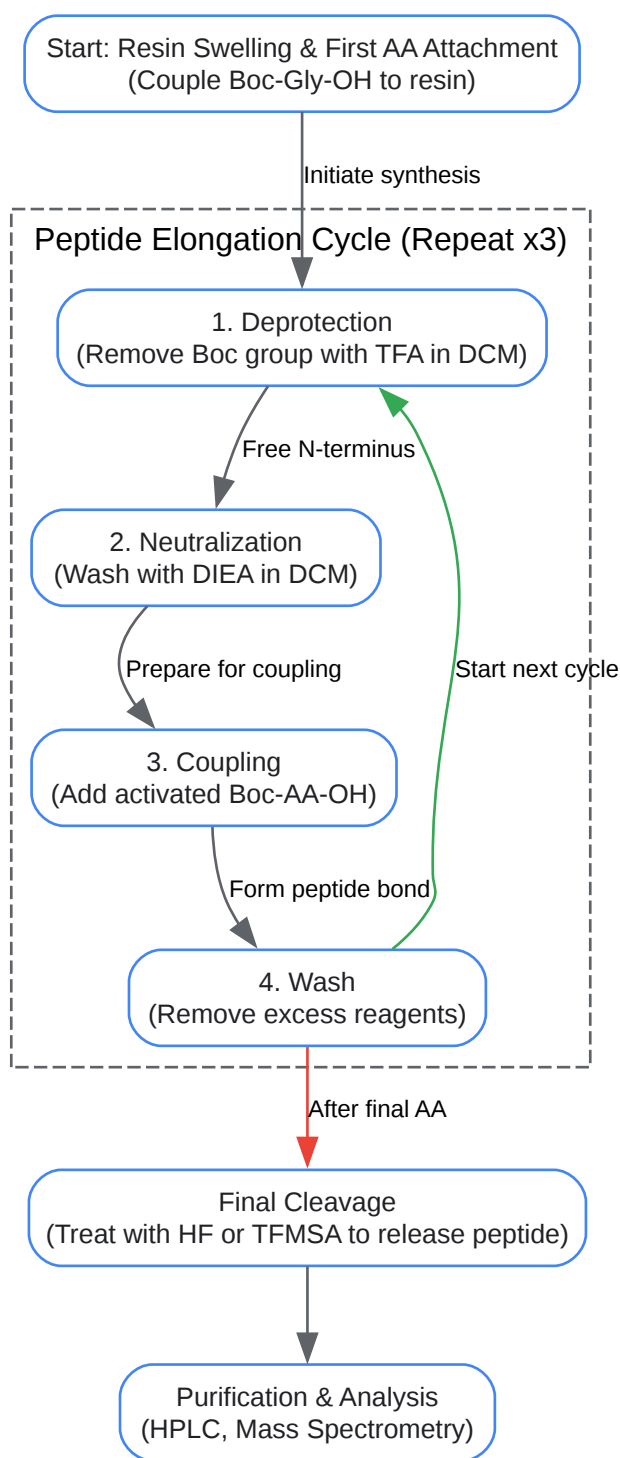 Start: Resin Swelling & First AA Attachment
(Couple Boc-Gly-OH to resin)
Initiate synthesis
Peptide Elongation Cycle (Repeat x3)
1. Deprotection
(Remove Boc group with TFA in DCM)
Free N-terminus
2. Neutralization
(Wash with DIEA in DCM)
Prepare for coupling
Start next cycle
3. Coupling
(Add activated Boc-AA-OH)
Form peptide bond
4. Wash
(Remove excess reagents)
After final AA
Final Cleavage
(Treat with HF or TFMSA to release peptide)
Purification & Analysis
(HPLC, Mass Spectrometry)